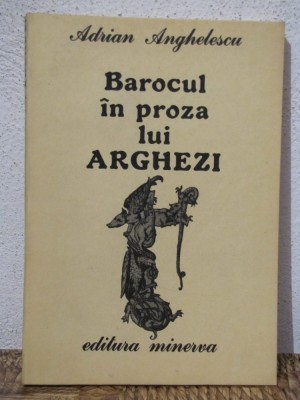 Adrian Anghelescu
Barocul
în proza
lui
ARGHEZI
editura minerva